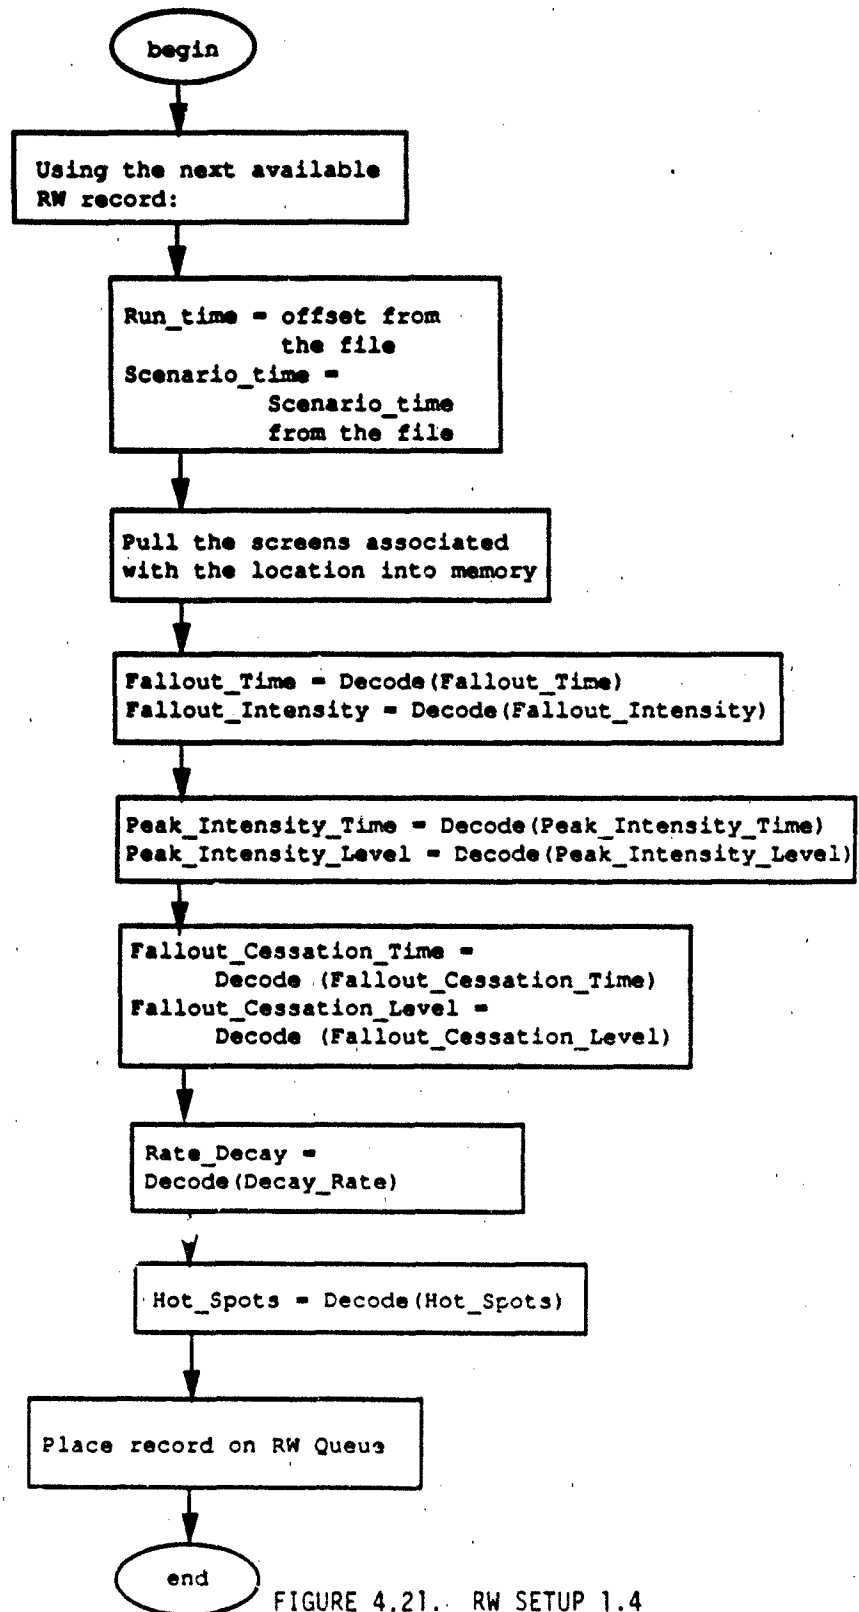 begin
Using the next available
RW record:
Run_time = offset from
the file
Scenario_time =
Scenario_time
from the file
Pull the screens associated
with the location into memory
Fallout_Time = Decode(Fallout_Time)
Fallout_Intensity = Decode(Fallout_Intensity)
Peak_Intensity_Time = Decode(Peak_Intensity_Time)
Peak_Intensity_Level = Decode(Peak_Intensity_Level)
Fallout_Cessation_Time =
Decode (Fallout_Cessation_Time)
Fallout_Cessation_Level =
Decode (Fallout_Cessation_Level)
Rate_Decay =
Decode(Decay_Rate)
Hot_Spots = Decode(Hot_Spots)
Place record on RW Queue
end
FIGURE 4.21. RW SETUP 1.4